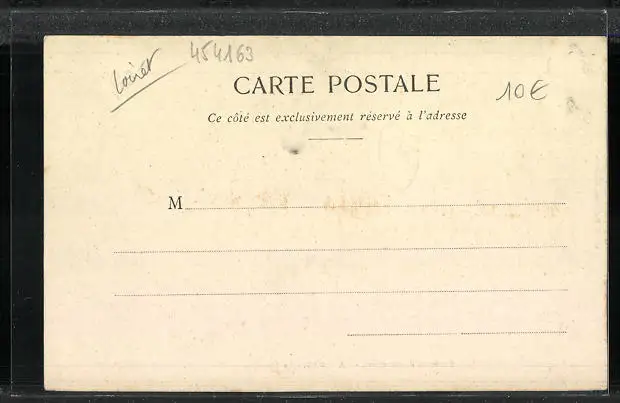 Loiret 454163
CARTE POSTALE 10€
Ce côté est exclusivement réservé à l'adresse
M